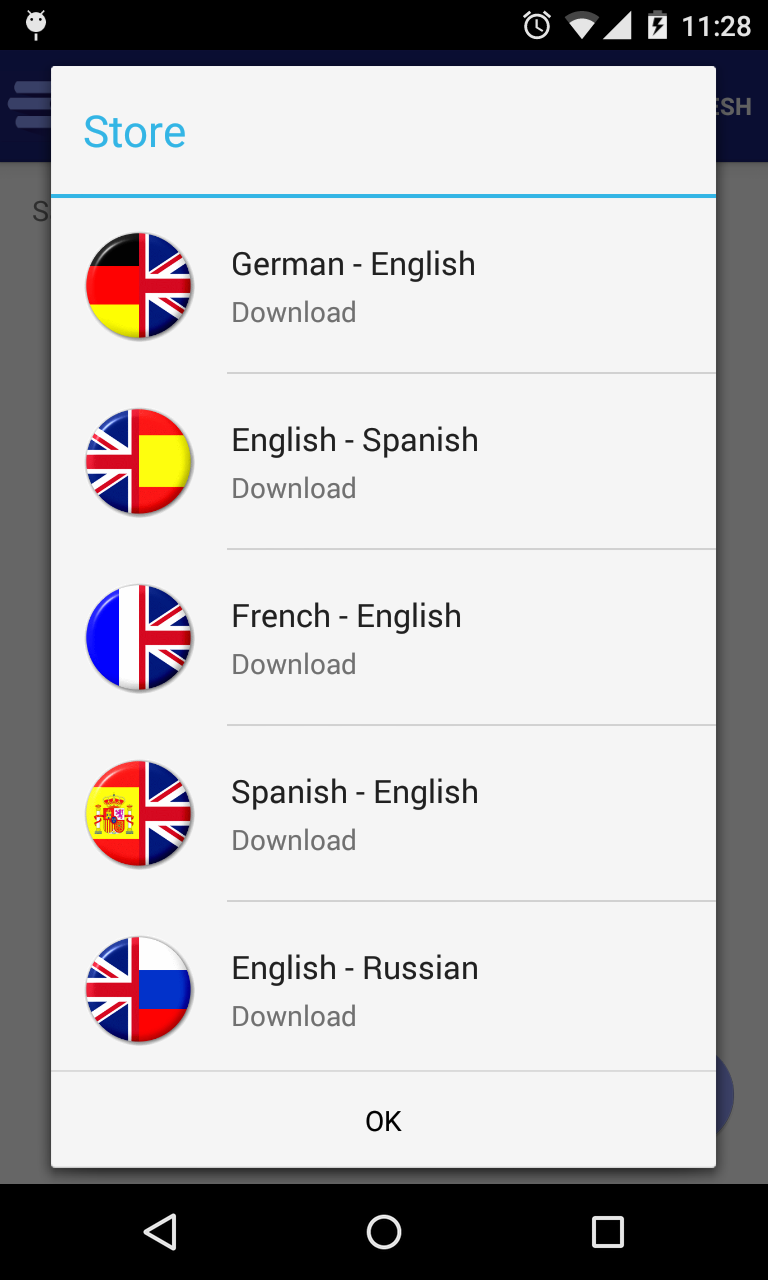 11:28
ESH
Store
S
German - English
Download
English - Spanish
Download
French - English
Download
Spanish - English
Download
English - Russian
Download
OK